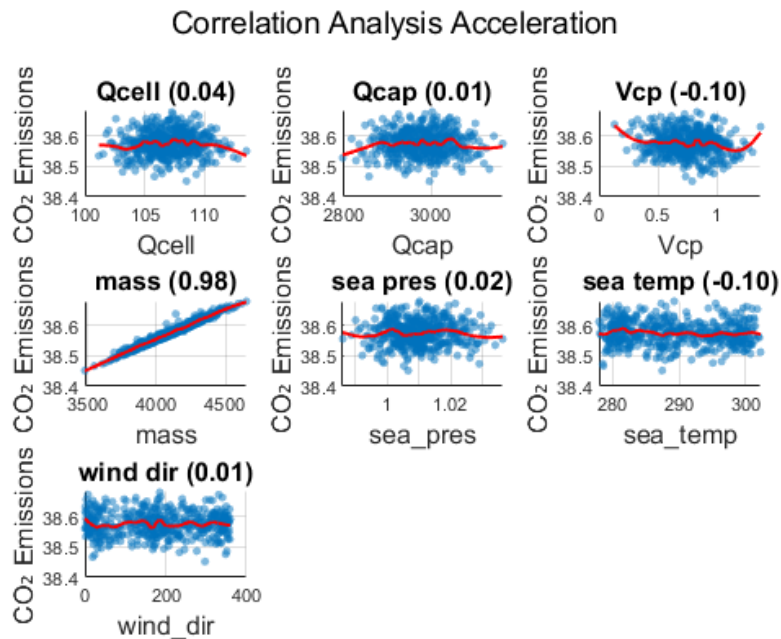 Correlation Analysis Acceleration
Qcell (0.04)
CO₂ Emissions
38.6
38.5
38.4
100 105 110
Qcell
Qcap (0.01)
CO₂ Emissions
38.6
38.5
38.4
2800 3000
Qcap
Vcp (-0.10)
CO₂ Emissions
38.6
38.5
38.4
0 0.5 1
Vcp
mass (0.98)
CO₂ Emissions
38.6
38.5
38.4
3500 4000 4500
mass
sea pres (0.02)
CO₂ Emissions
38.6
38.5
38.4
1 1.02
sea_pres
sea temp (-0.10)
CO₂ Emissions
38.6
38.5
38.4
280 290 300
sea_temp
wind dir (0.01)
CO₂ Emissions
38.6
38.5
38.4
0 200 400
wind_dir